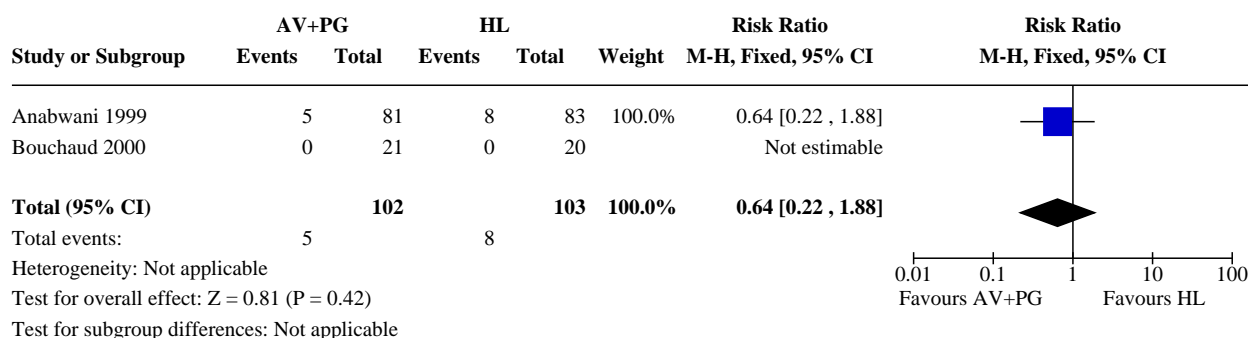 AV+PG HL Risk Ratio Risk Ratio
Study or Subgroup Events Total Events Total Weight M-H, Fixed, 95% CI M-H, Fixed, 95% CI
Anabwani 1999 5 81 8 83 100.0% 0.64 [0.22 , 1.88]
Bouchaud 2000 0 21 0 20 Not estimable
Total (95% CI) 102 103 100.0% 0.64 [0.22 , 1.88]
Total events: 5 8
Heterogeneity: Not applicable
0.01 0.1 1 10 100
Test for overall effect: Z = 0.81 (P = 0.42)
Favours AV+PG Favours HL
Test for subgroup differences: Not applicable